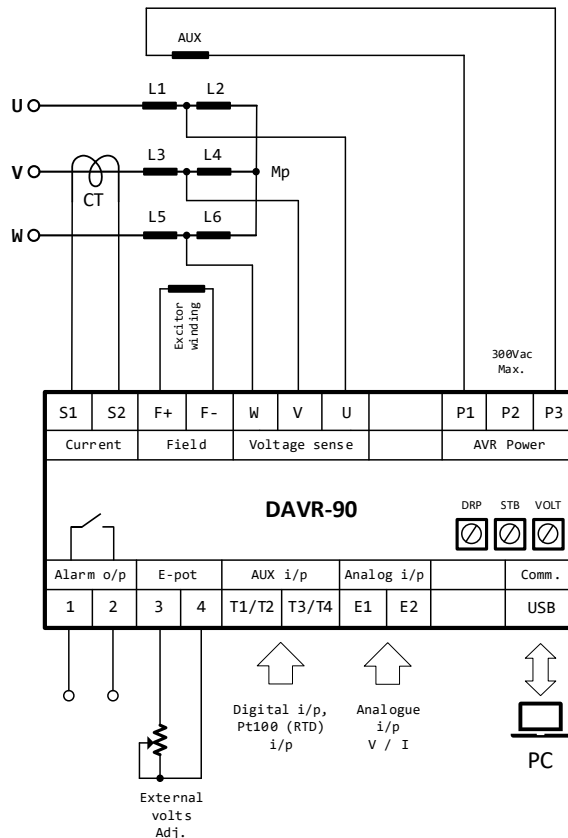 AUX
L1 L2
U
L3 L4
V
Mp
CT
L5 L6
W
Excitor
winding
300Vac
Max.
S1 S2 F+ F- W V U P1 P2 P3
Current Field Voltage sense AVR Power
DAVR-90
DRP STB VOLT
Alarm o/p E-pot AUX i/p Analog i/p Comm.
1 2 3 4 T1/T2 T3/T4 E1 E2 USB
Digital i/p,
Pt100 (RTD)
i/p
Analogue
i/p
V / I
PC
External
volts
Adj.